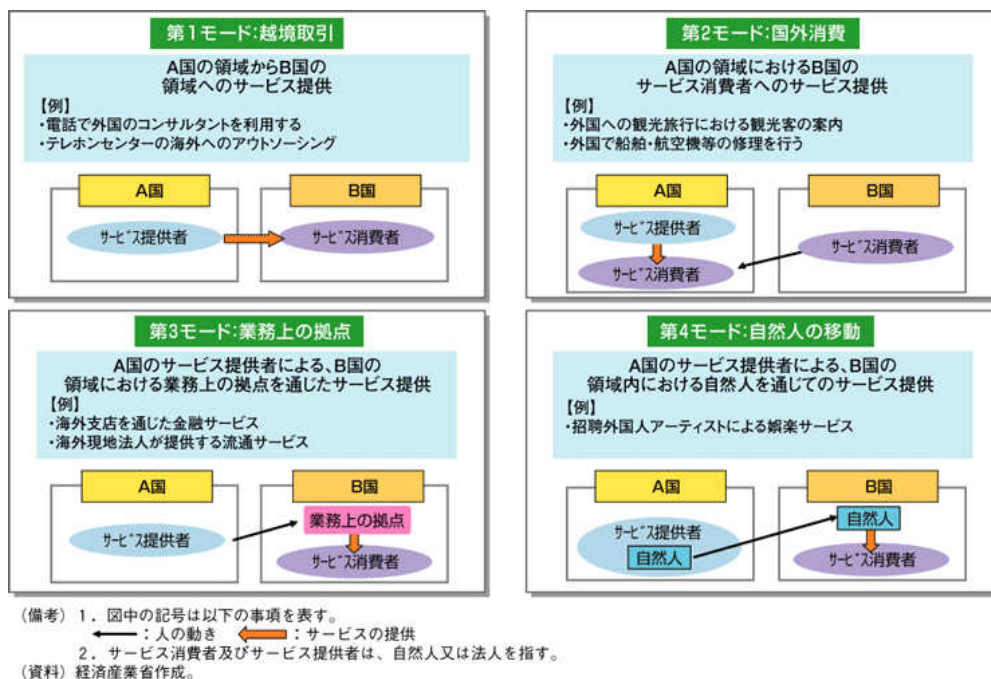 第1モード:越境取引
A国の領域からB国の
領域へのサービス提供
【例】
・電話で外国のコンサルタントを利用する
・テレホンセンターの海外へのアウトソーシング
A国
B国
サービス提供者
サービス消費者
第2モード:国外消費
A国の領域におけるB国の
サービス消費者へのサービス提供
【例】
・外国への観光旅行における観光客の案内
・外国で船舶・航空機等の修理を行う
A国
B国
サービス提供者
サービス消費者
サービス消費者
第3モード:業務上の拠点
A国のサービス提供者による、B国の
領域における業務上の拠点を通じたサービス提供
【例】
・海外支店を通じた金融サービス
・海外現地法人が提供する流通サービス
A国
B国
サービス提供者
業務上の拠点
サービス消費者
第4モード:自然人の移動
A国のサービス提供者による、B国の
領域内における自然人を通じてのサービス提供
【例】
・招聘外国人アーティストによる娯楽サービス
A国
B国
サービス提供者
自然人
自然人
サービス消費者
(備考) 1. 図中の記号は以下の事項を表す。
:人の動き :サービスの提供
2. サービス消費者及びサービス提供者は、自然人又は法人を指す。
(資料) 経済産業省作成。